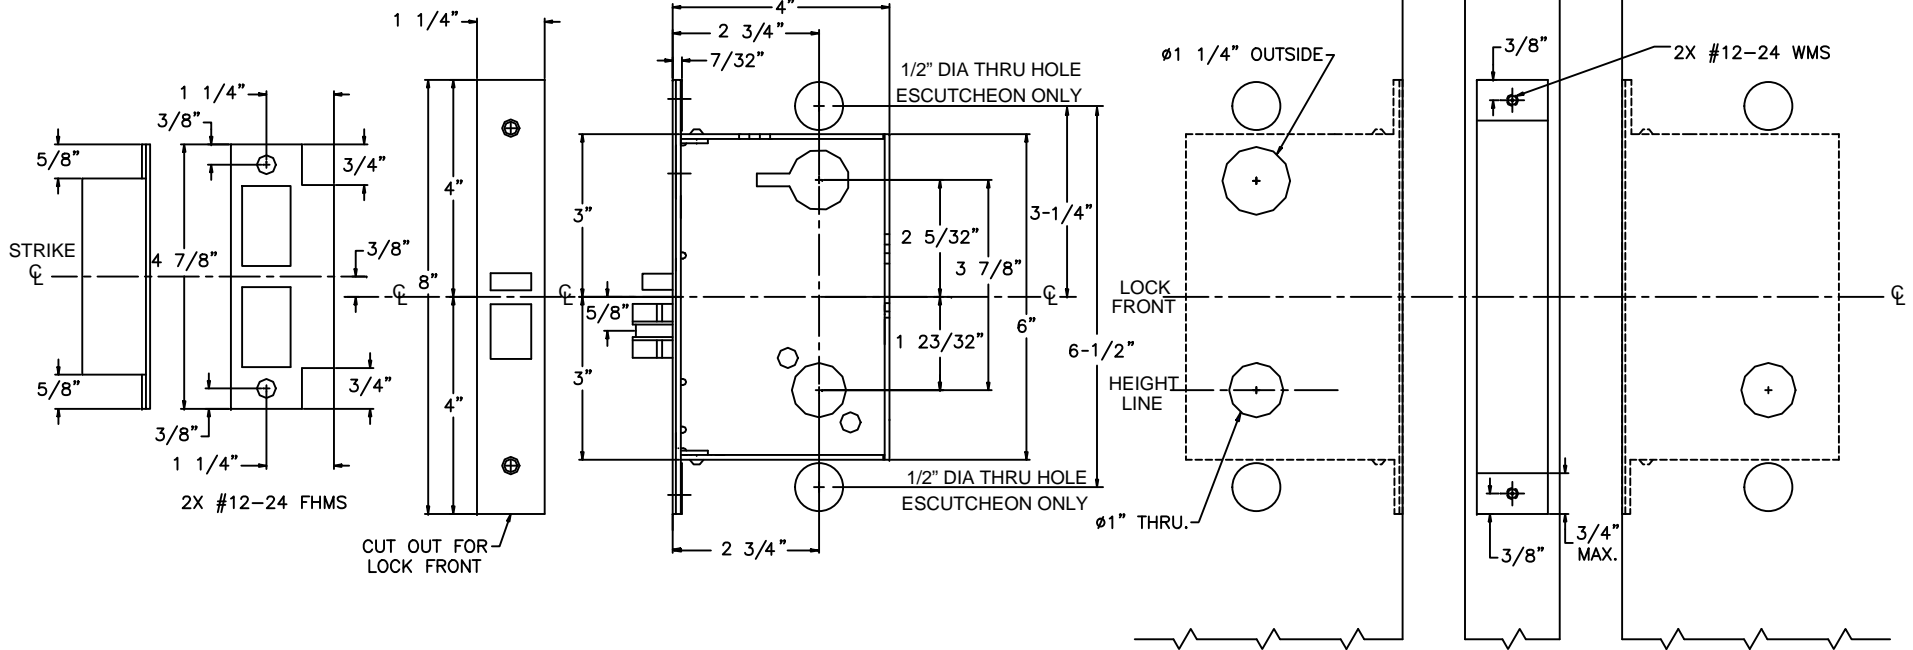 1 1/4"
4"
2 3/4"
7/32"
1/2" DIA THRU HOLE
ESCUTCHEON ONLY
ø1 1/4" OUTSIDE
3/8"
2X #12-24 WMS
1 1/4"
3/8"
5/8"
3/4"
4"
3"
3-1/4"
2 5/32"
3 7/8"
STRIKE
℄
4 7/8"
3/8"
8"
℄
℄
℄
LOCK
FRONT
℄
5/8"
6"
1 23/32"
6-1/2"
5/8"
3/4"
3"
4"
HEIGHT
LINE
3/8"
1 1/4"
2X #12-24 FHMS
1/2" DIA THRU HOLE
ESCUTCHEON ONLY
ø1" THRU.
CUT OUT FOR
LOCK FRONT
2 3/4"
3/8"
3/4"
MAX.